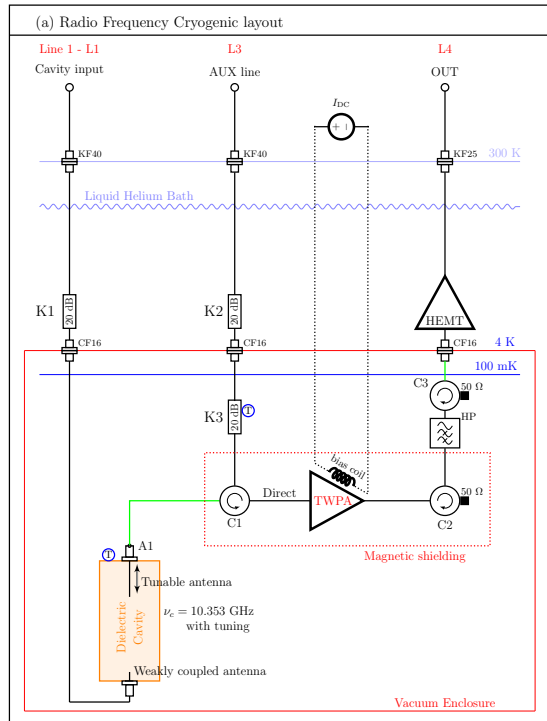 (a) Radio Frequency Cryogenic layout
Line 1 - L1
L3
L4
Cavity input
AUX line
OUT
I_DC
+ −
KF40
KF40
KF25
300 K
Liquid Helium Bath
K1
20 dB
K2
20 dB
HEMT
CF16
CF16
CF16
4 K
100 mK
C3
50 Ω
K3
20 dB
T
HP
bias coil
50 Ω
Direct
TWPA
C1
C2
A1
T
Magnetic shielding
Tunable antenna
Dielectric
Cavity
ν_c = 10.353 GHz
with tuning
Weakly coupled antenna
Vacuum Enclosure